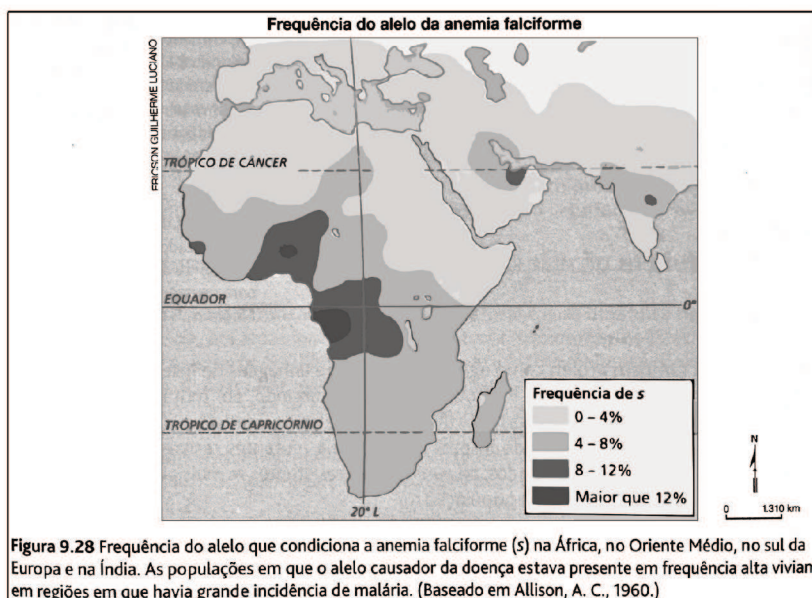 Frequência do alelo da anemia falciforme
ERICSON GUILHERME LUCIANO
TRÓPICO DE CÂNCER
EQUADOR
0°
TRÓPICO DE CAPRICÓRNIO
20° L
Frequência de s
0 – 4%
4 – 8%
8 – 12%
Maior que 12%
N
0 1.310 km
Figura 9.28 Frequência do alelo que condiciona a anemia falciforme (s) na África, no Oriente Médio, no sul da
Europa e na Índia. As populações em que o alelo causador da doença estava presente em frequência alta viviam
em regiões em que havia grande incidência de malária. (Baseado em Allison, A. C., 1960.)